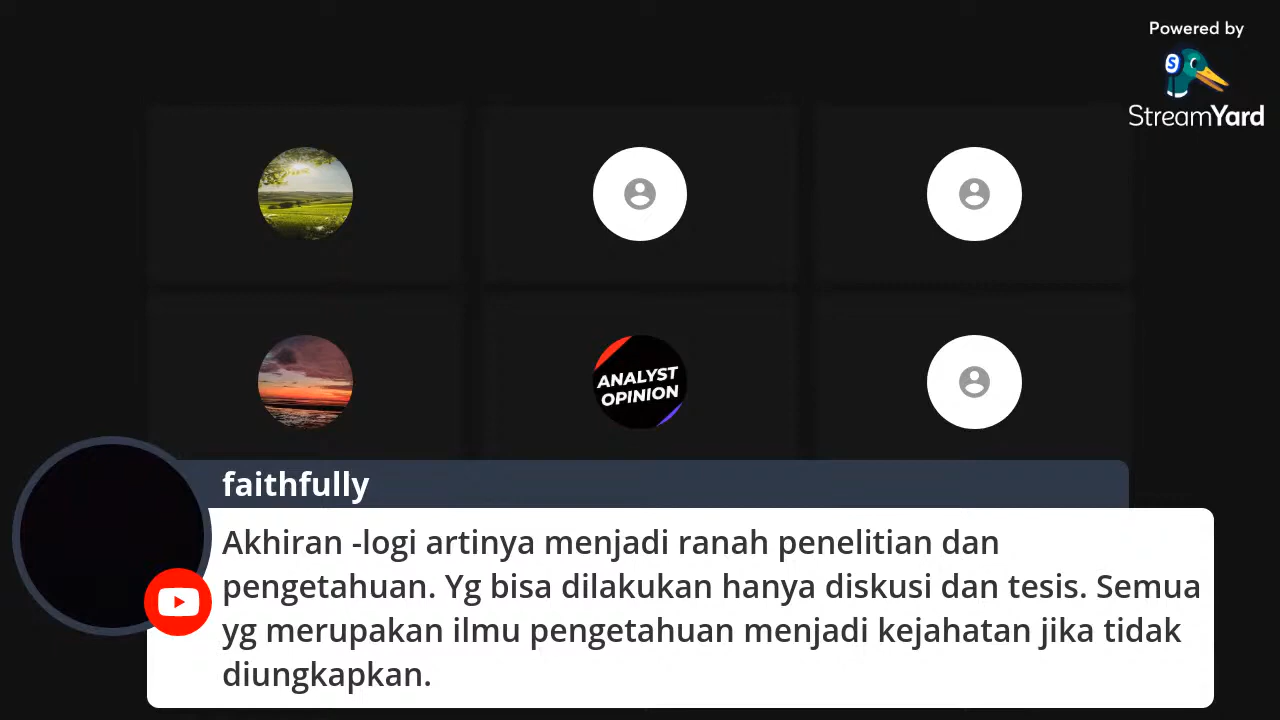 Powered by
S
StreamYard
ANALYST
OPINION
faithfully
Akhiran -logi artinya menjadi ranah penelitian dan
pengetahuan. Yg bisa dilakukan hanya diskusi dan tesis. Semua
yg merupakan ilmu pengetahuan menjadi kejahatan jika tidak
diungkapkan.